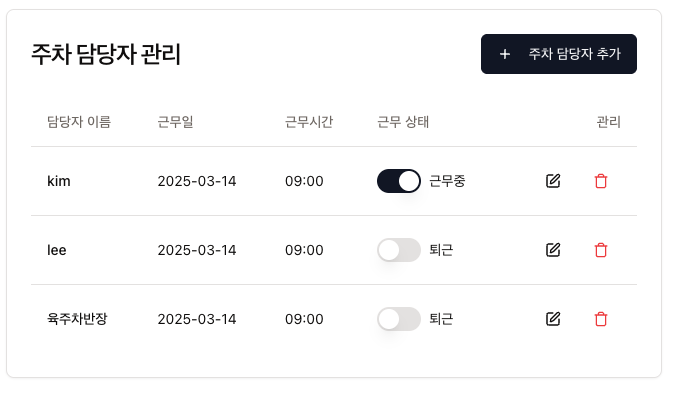 주차 담당자 관리
+ 주차 담당자 추가
담당자 이름 근무일 근무시간 근무 상태 관리
kim 2025-03-14 09:00 근무중
lee 2025-03-14 09:00 퇴근
육주차반장 2025-03-14 09:00 퇴근